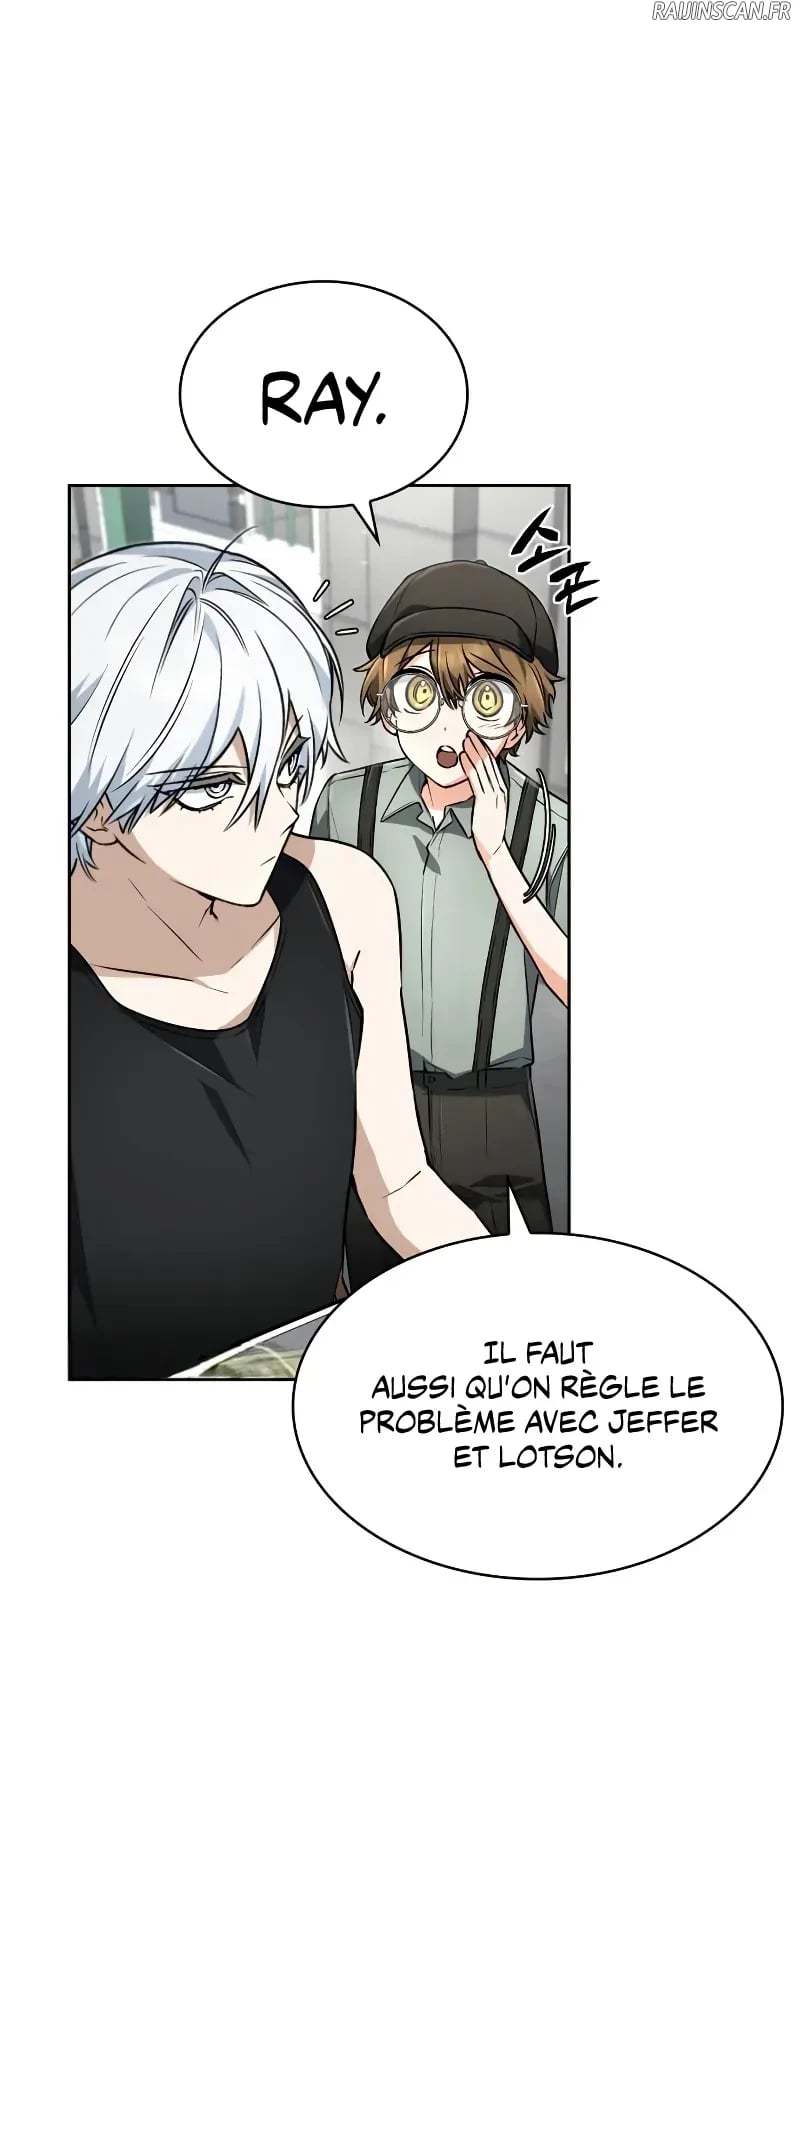 RAIJINSCAN.FR
RAY.
소곤
IL FAUT
AUSSI QU'ON RÈGLE LE
PROBLÈME AVEC JEFFER
ET LOTSON.